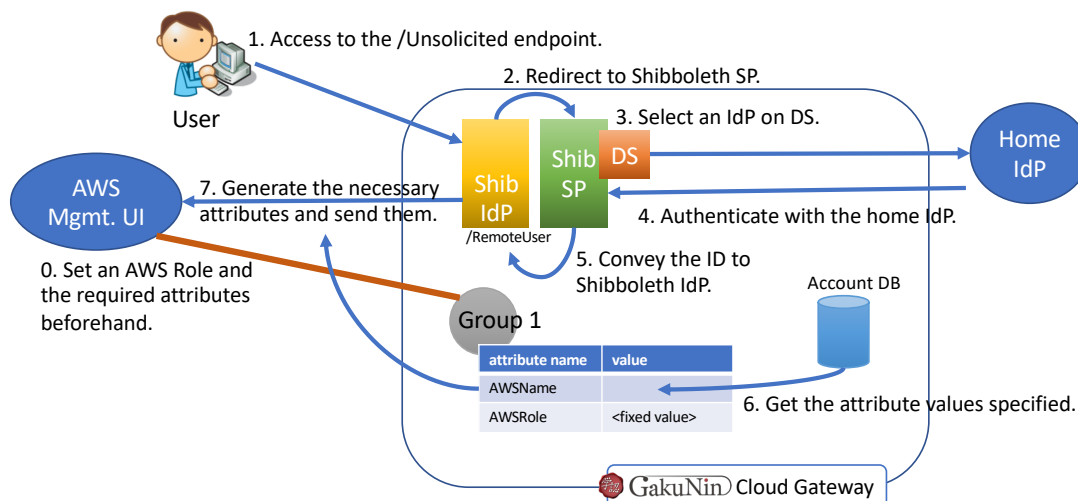 1. Access to the /Unsolicited endpoint.
2. Redirect to Shibboleth SP.
User
3. Select an IdP on DS.
Shib
IdP
Shib
SP
DS
Home
IdP
AWS
Mgmt. UI
7. Generate the necessary
attributes and send them.
4. Authenticate with the home IdP.
/RemoteUser
0. Set an AWS Role and
the required attributes
beforehand.
5. Convey the ID to
Shibboleth IdP.
Account DB
Group 1
attribute name value
AWSName
AWSRole <fixed value>
6. Get the attribute values specified.
GakuNin Cloud Gateway